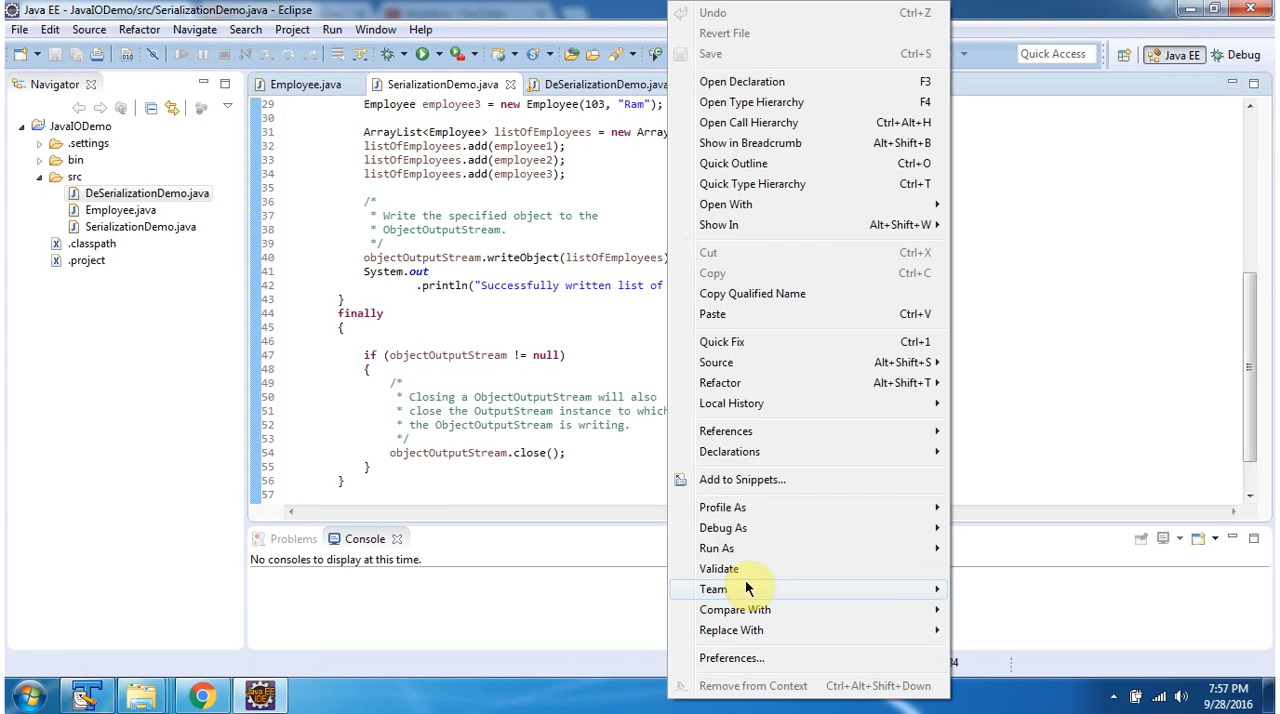 Java EE - JavaIODemo/src/SerializationDemo.java - Eclipse
File Edit Source Refactor Navigate Search Project Run Window Help
Quick Access Java EE Debug
Navigator
JavaIODemo
.settings
bin
src
DeSerializationDemo.java
Employee.java
SerializationDemo.java
.classpath
.project
Employee.java SerializationDemo.java DeSerializationDemo.java
29 Employee employee3 = new Employee(103, "Ram");
30
31 ArrayList<Employee> listOfEmployees = new Array
32 listOfEmployees.add(employee1);
33 listOfEmployees.add(employee2);
34 listOfEmployees.add(employee3);
35
36 /*
37 * Write the specified object to the
38 * ObjectOutputStream.
39 */
40 objectOutputStream.writeObject(listOfEmployees)
41 System.out
42 .println("Successfully written list of
43 }
44 finally
45 {
46
47 if (objectOutputStream != null)
48 {
49 /*
50 * Closing a ObjectOutputStream will also
51 * close the OutputStream instance to which
52 * the ObjectOutputStream is writing.
53 */
54 objectOutputStream.close();
55 }
56 }
57
Problems Console
No consoles to display at this time.
Undo Ctrl+Z
Revert File
Save Ctrl+S
Open Declaration F3
Open Type Hierarchy F4
Open Call Hierarchy Ctrl+Alt+H
Show in Breadcrumb Alt+Shift+B
Quick Outline Ctrl+O
Quick Type Hierarchy Ctrl+T
Open With
Show In Alt+Shift+W
Cut Ctrl+X
Copy Ctrl+C
Copy Qualified Name
Paste Ctrl+V
Quick Fix Ctrl+1
Source Alt+Shift+S
Refactor Alt+Shift+T
Local History
References
Declarations
Add to Snippets...
Profile As
Debug As
Run As
Validate
Team
Compare With
Replace With
Preferences...
Remove from Context Ctrl+Alt+Shift+Down
Java EE
IDE
7:57 PM
9/28/2016